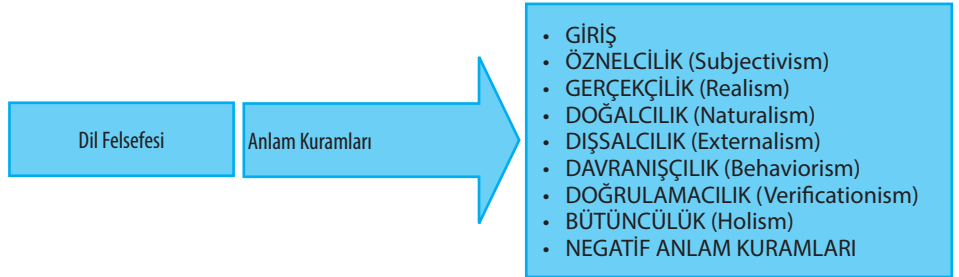 Dil Felsefesi
Anlam Kuramları
• GİRİŞ
• ÖZNELCİLİK (Subjectivism)
• GERÇEKÇİLİK (Realism)
• DOĞALCILIK (Naturalism)
• DIŞSALCILIK (Externalism)
• DAVRANIŞÇILIK (Behaviorism)
• DOĞRULAMACILIK (Verificationism)
• BÜTÜNCÜLÜK (Holism)
• NEGATİF ANLAM KURAMLARI